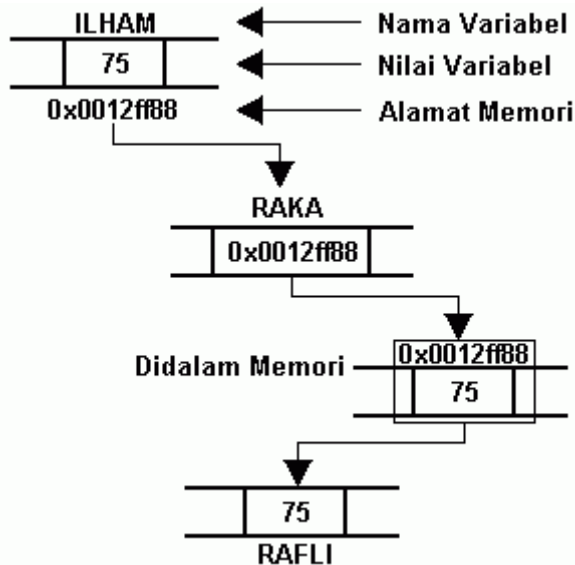 ILHAM
Nama Variabel
75
Nilai Variabel
0x0012ff88
Alamat Memori
RAKA
0x0012ff88
0x0012ff88
Didalam Memori
75
75
RAFLI